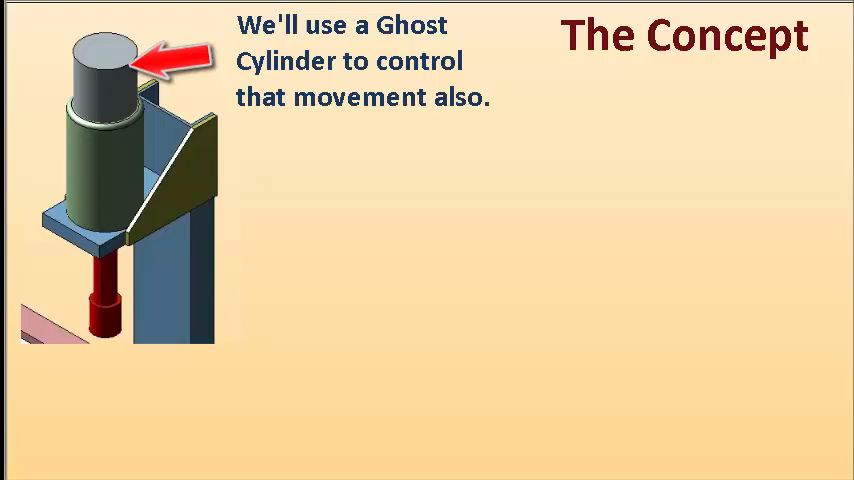 We'll use a Ghost
Cylinder to control
that movement also.
The Concept